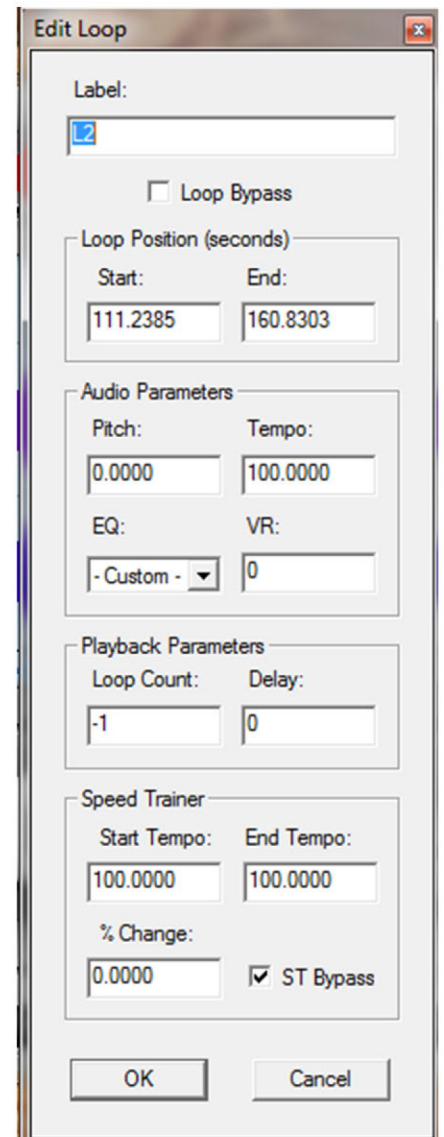 Edit Loop
Label:
L2
Loop Bypass
Loop Position (seconds)
Start: End:
111.2385 160.8303
Audio Parameters
Pitch: Tempo:
0.0000 100.0000
EQ: VR:
- Custom - 0
Playback Parameters
Loop Count: Delay:
-1 0
Speed Trainer
Start Tempo: End Tempo:
100.0000 100.0000
% Change:
0.0000 ST Bypass
OK Cancel